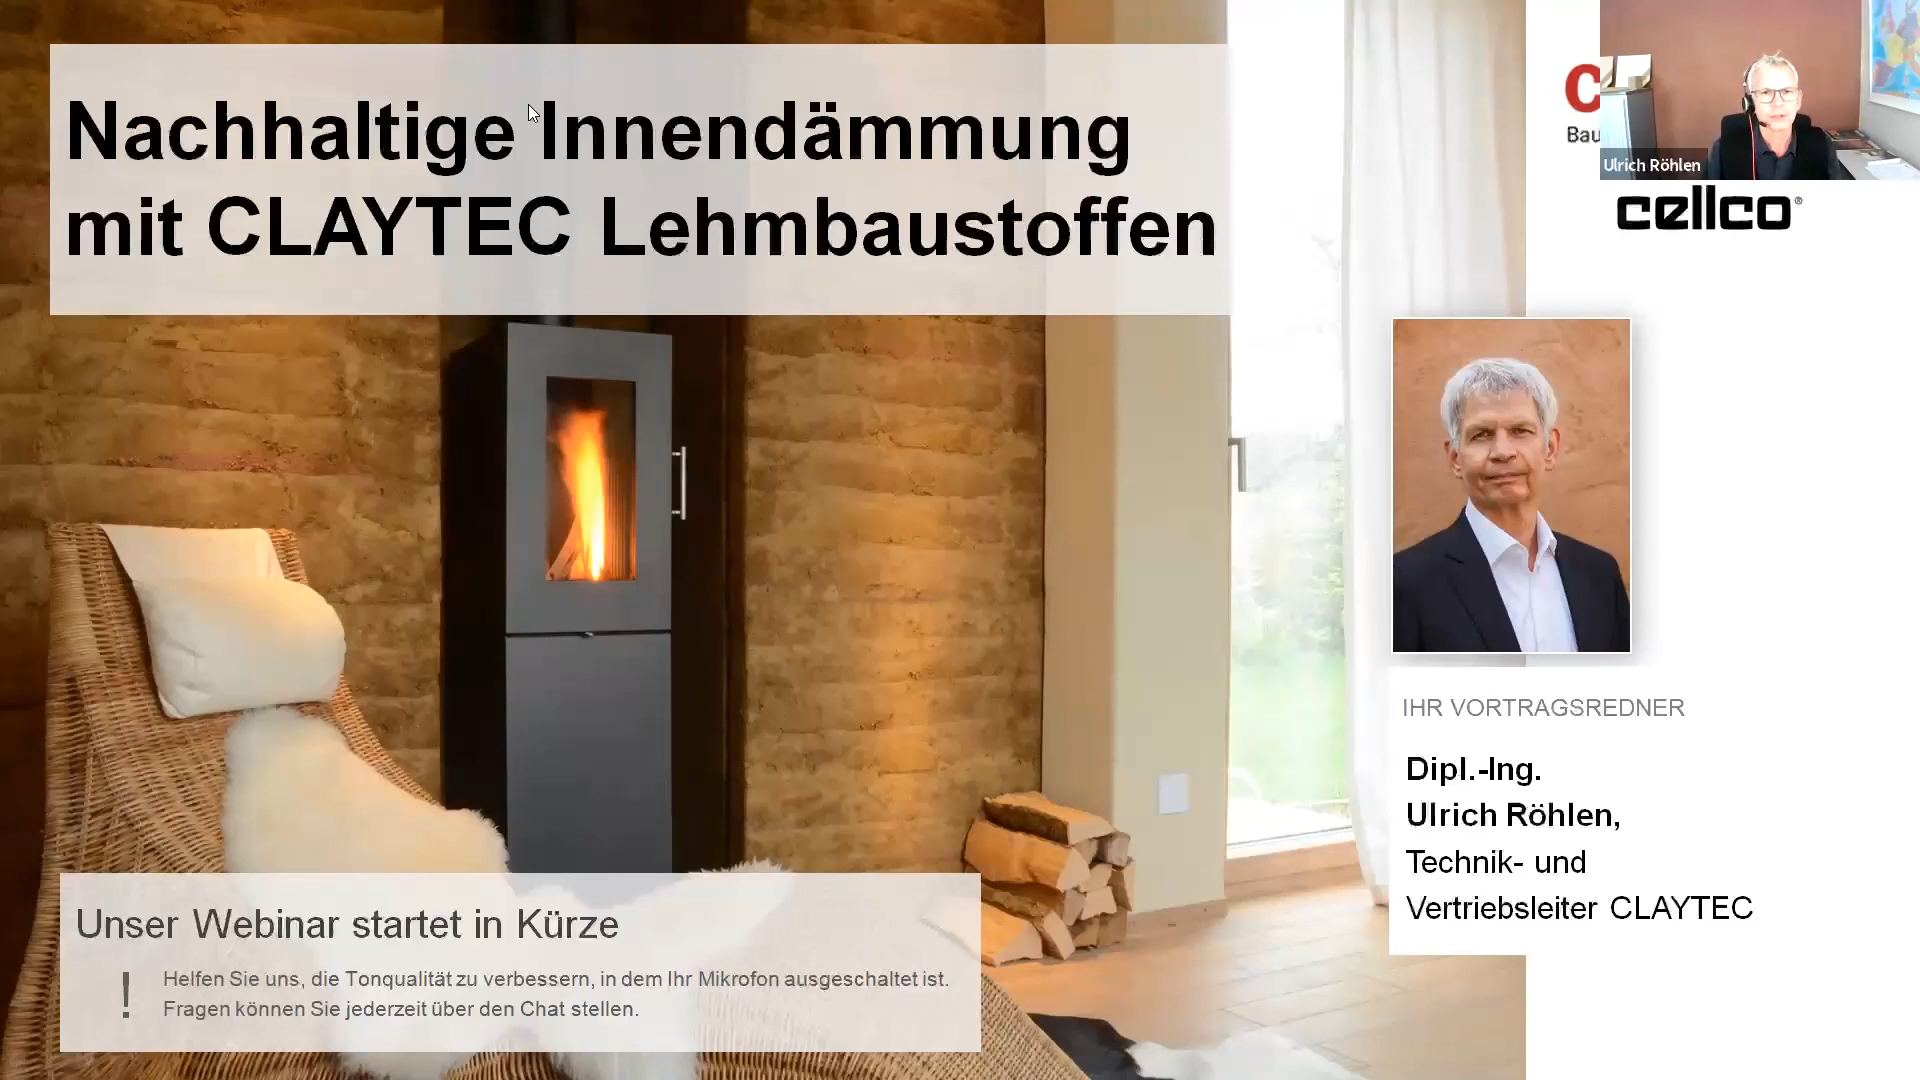 Nachhaltige Innendämmung
mit CLAYTEC Lehmbaustoffen
Bau
Ulrich Röhlen
cellco®
IHR VORTRAGSREDNER
Dipl.-Ing.
Ulrich Röhlen,
Technik- und
Vertriebsleiter CLAYTEC
Unser Webinar startet in Kürze
! Helfen Sie uns, die Tonqualität zu verbessern, in dem Ihr Mikrofon ausgeschaltet ist.
Fragen können Sie jederzeit über den Chat stellen.